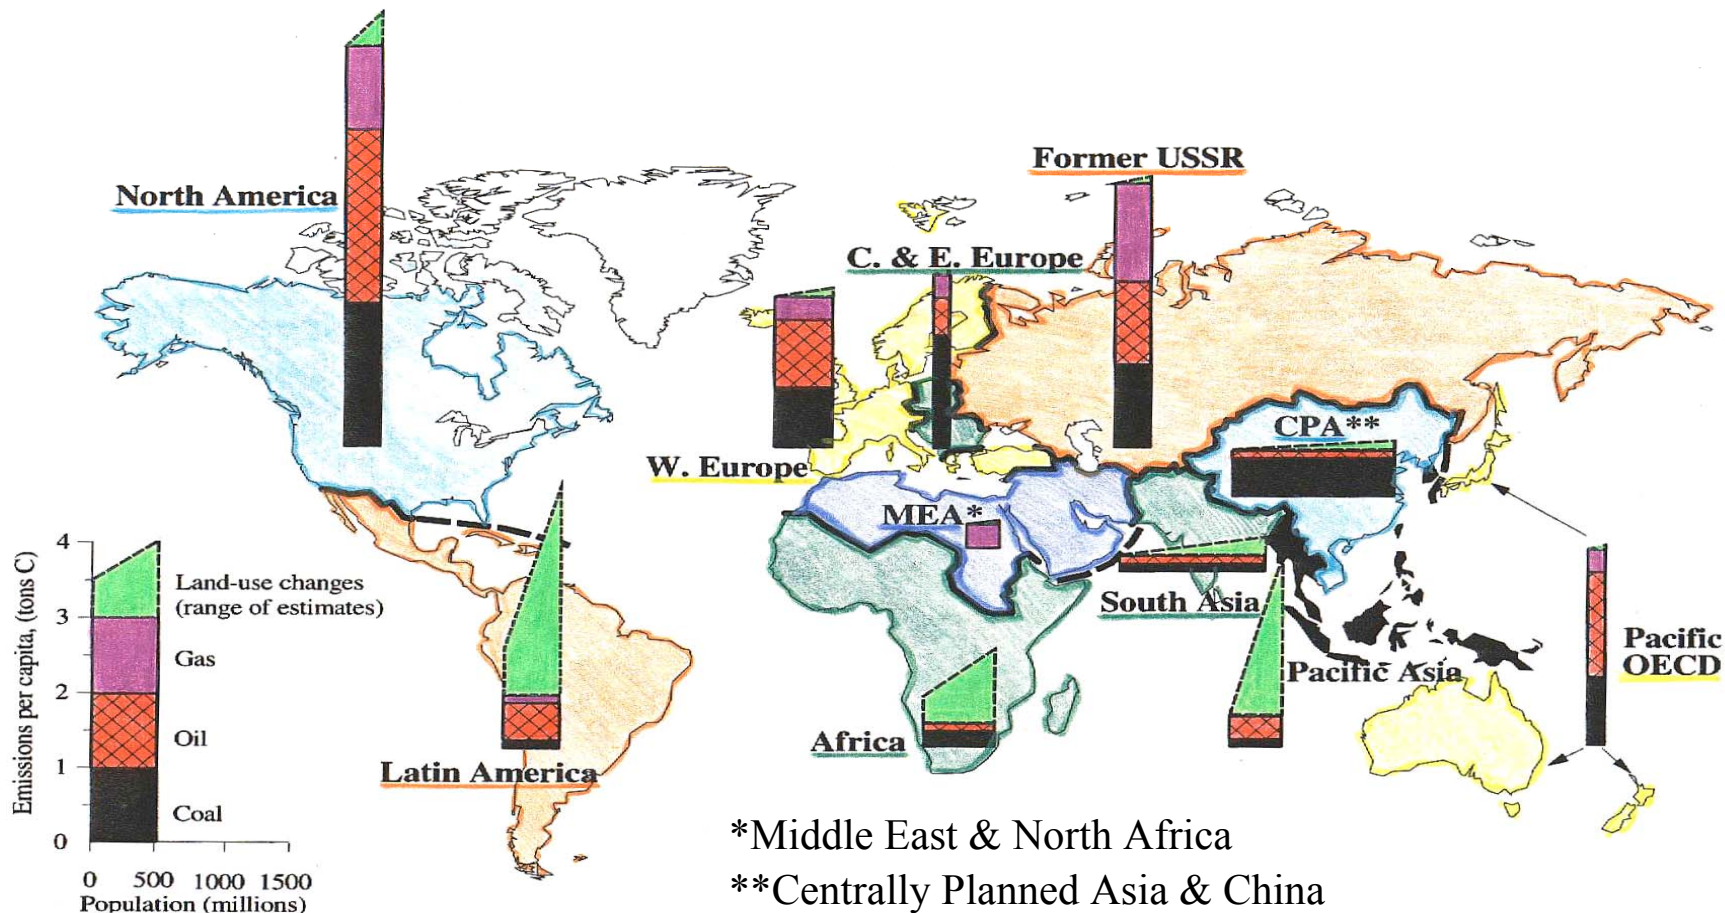 Former USSR
North America
C. & E. Europe
CPA**
W. Europe
MEA*
South Asia
Pacific
OECD
Pacific Asia
Africa
Latin America
Emissions per capita, (tons C)
4
3
2
1
0
Land-use changes
(range of estimates)
Gas
Oil
Coal
0 500 1000 1500
Population (millions)
*Middle East & North Africa
**Centrally Planned Asia & China